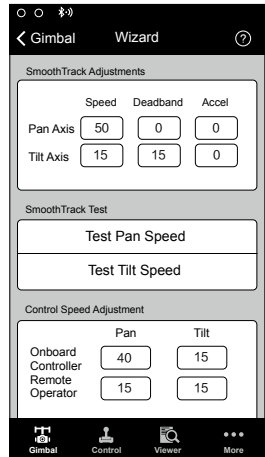 Gimbal Wizard ?
SmoothTrack Adjustments
Speed Deadband Accel
Pan Axis 50 0 0
Tilt Axis 15 15 0
SmoothTrack Test
Test Pan Speed
Test Tilt Speed
Control Speed Adjustment
Pan Tilt
Onboard
Controller 40 15
Remote
Operator 15 15
Gimbal Control Viewer More